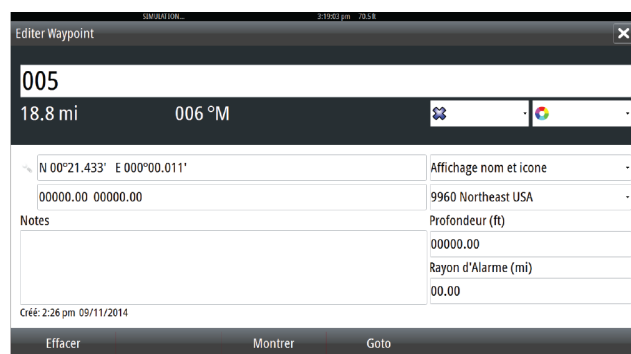 SIMULATION... 3:19:03 pm 70.5 ft
Editer Waypoint
005
18.8 mi 006 °M
N 00°21.433' E 000°00.011' Affichage nom et icone
00000.00 00000.00 9960 Northeast USA
Notes Profondeur (ft)
00000.00
Rayon d'Alarme (mi)
00.00
Créé: 2:26 pm 09/11/2014
Effacer Montrer Goto